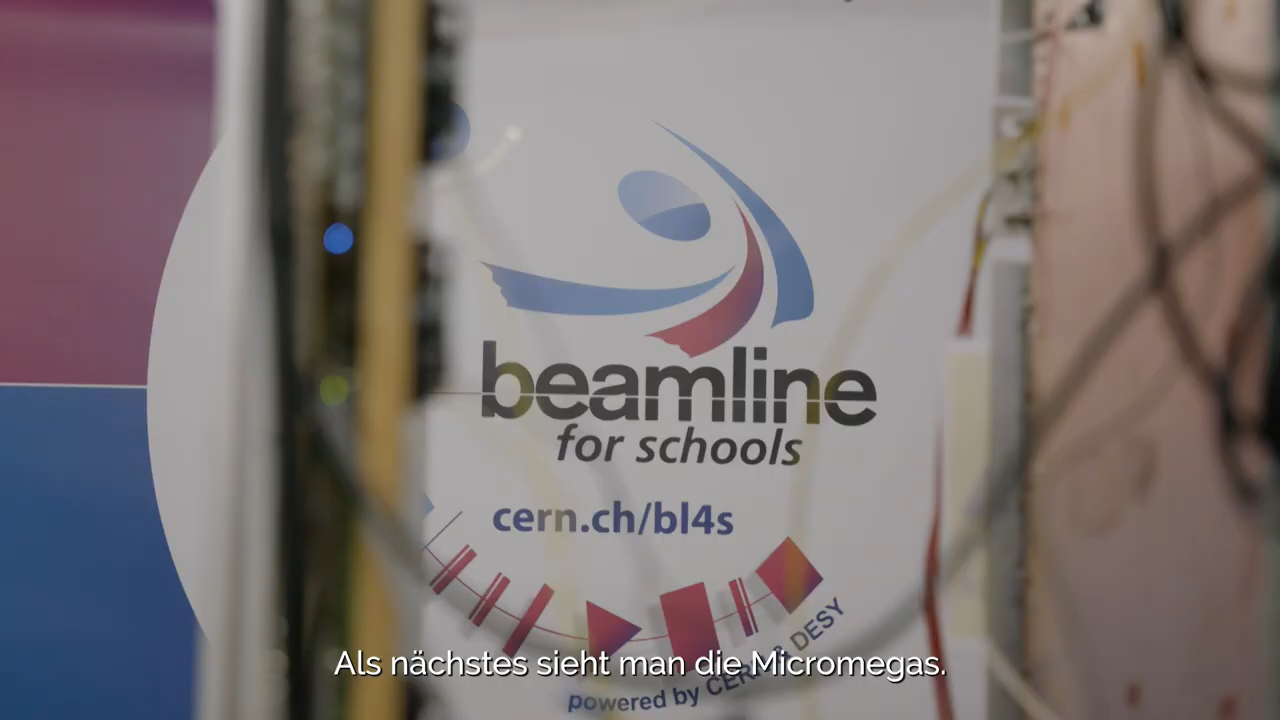 beamline
for schools
cern.ch/bl4s
powered by CERN & DESY
Als nächstes sieht man die Micromegas.